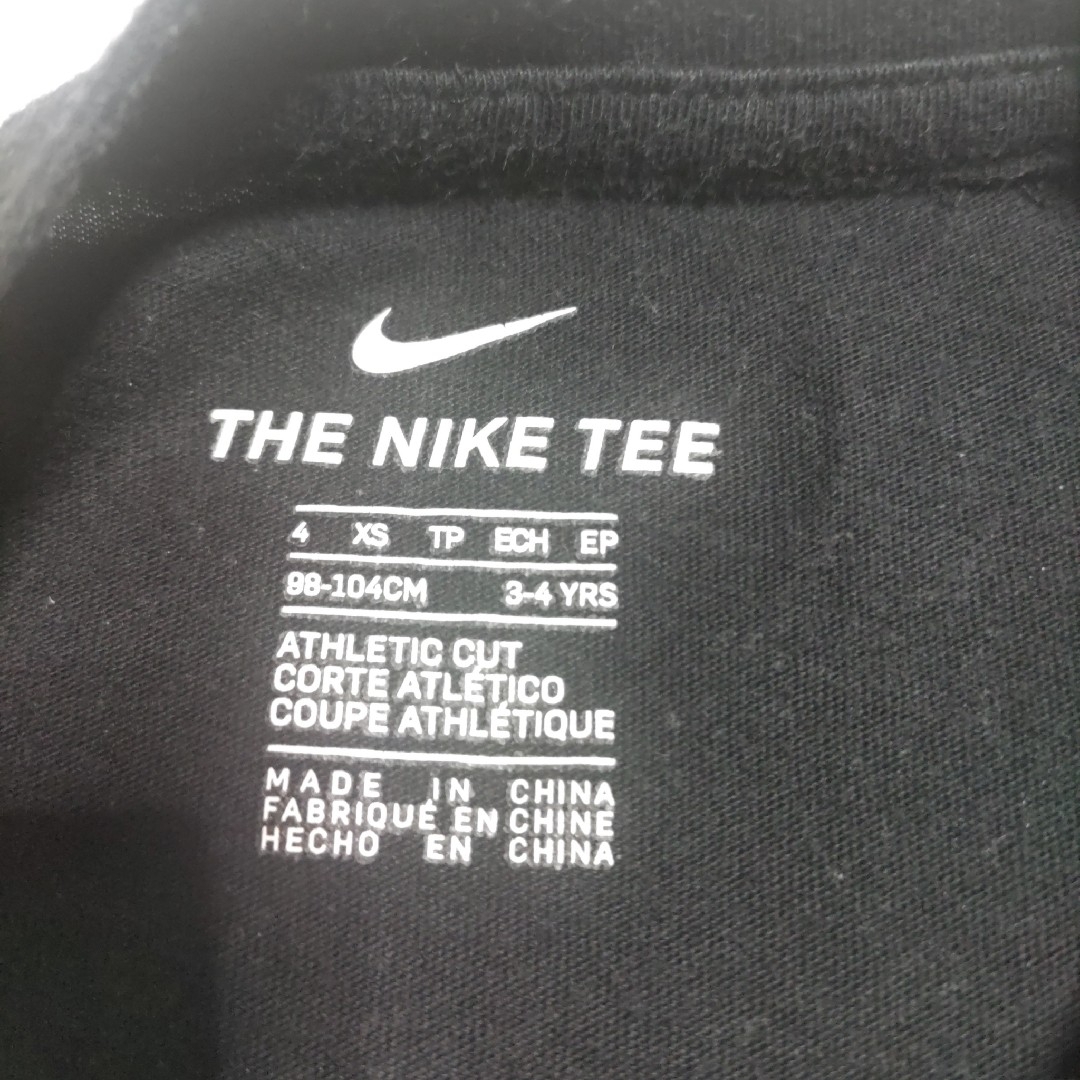 THE NIKE TEE
4 XS TP ECH EP
98-104CM 3-4 YRS
ATHLETIC CUT
CORTE ATLÉTICO
COUPE ATHLÉTIQUE
MADE IN CHINA
FABRIQUÉ EN CHINE
HECHO EN CHINA